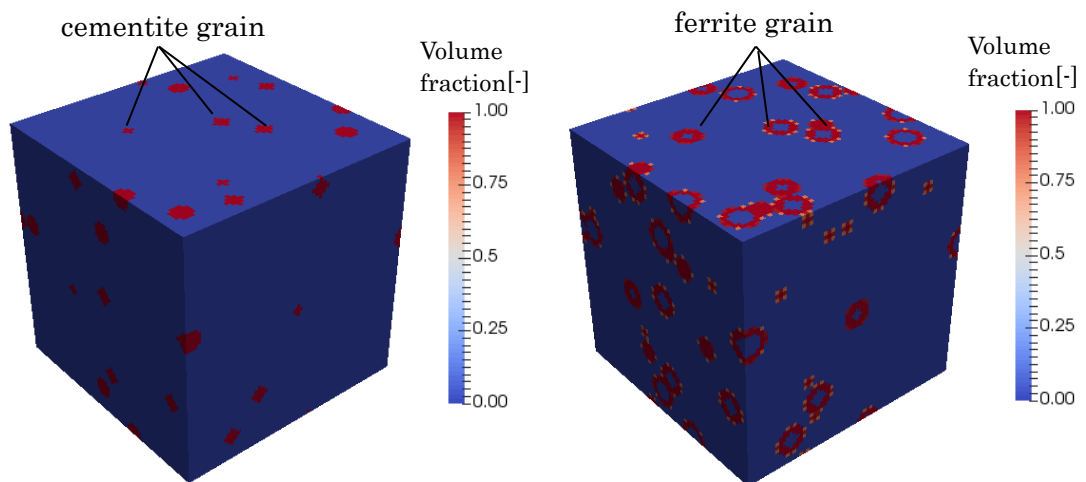 cementite grain
Volume
fraction[-]
1.00
0.75
0.5
0.25
0.00
ferrite grain
Volume
fraction[-]
1.00
0.75
0.5
0.25
0.00